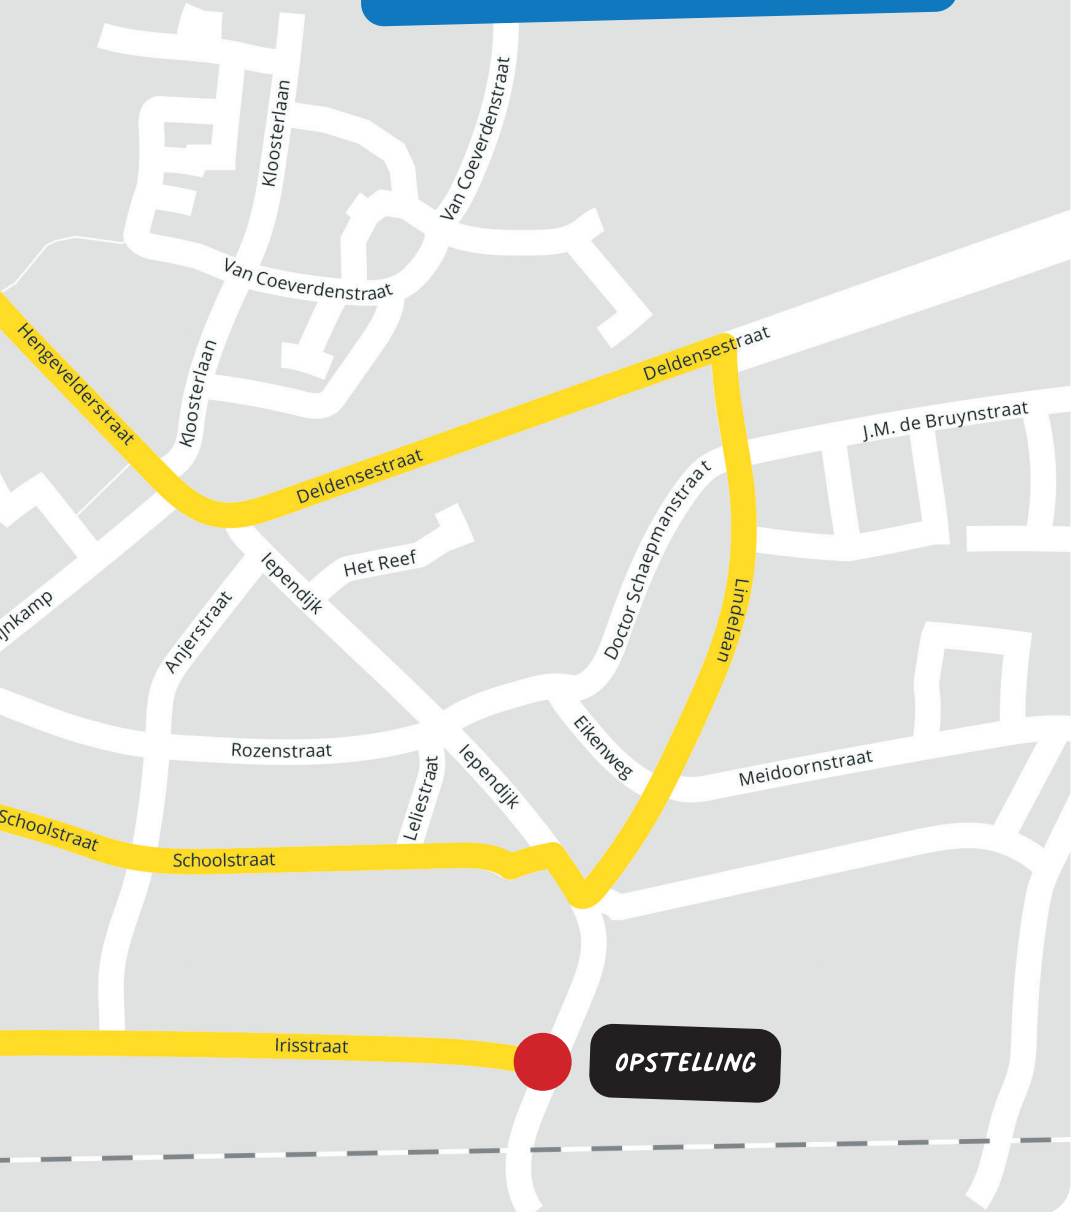 Kloosterlaan
Van Coeverdenstraat
Van Coeverdenstraat
Hengevelderstraat
Kloosterlaan
Deldensestraat
Deldensestraat
J.M. de Bruynstraat
Doctor Schaepmanstraat
Het Reef
Iependijk
Anjerstraat
Lindelaan
Rozenstraat
Eikenweg
Meidoornstraat
Leliestraat
Iependijk
Schoolstraat
Schoolstraat
Irisstraat
OPSTELLING